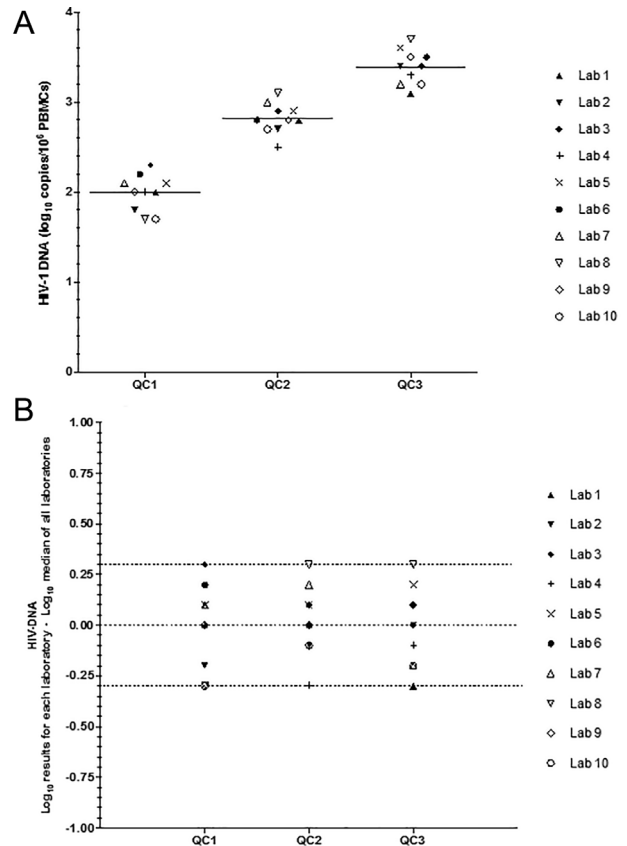 A
HIV-1 DNA (log10 copies/10^6 PBMCs)
4
3
2
1
0
QC1 QC2 QC3
Lab 1
Lab 2
Lab 3
Lab 4
Lab 5
Lab 6
Lab 7
Lab 8
Lab 9
Lab 10
B
HIV-DNA
Log10 results for each laboratory - Log10 median of all laboratories
1.00
0.75
0.50
0.25
0.00
-0.25
-0.50
-0.75
-1.00
QC1 QC2 QC3
Lab 1
Lab 2
Lab 3
Lab 4
Lab 5
Lab 6
Lab 7
Lab 8
Lab 9
Lab 10